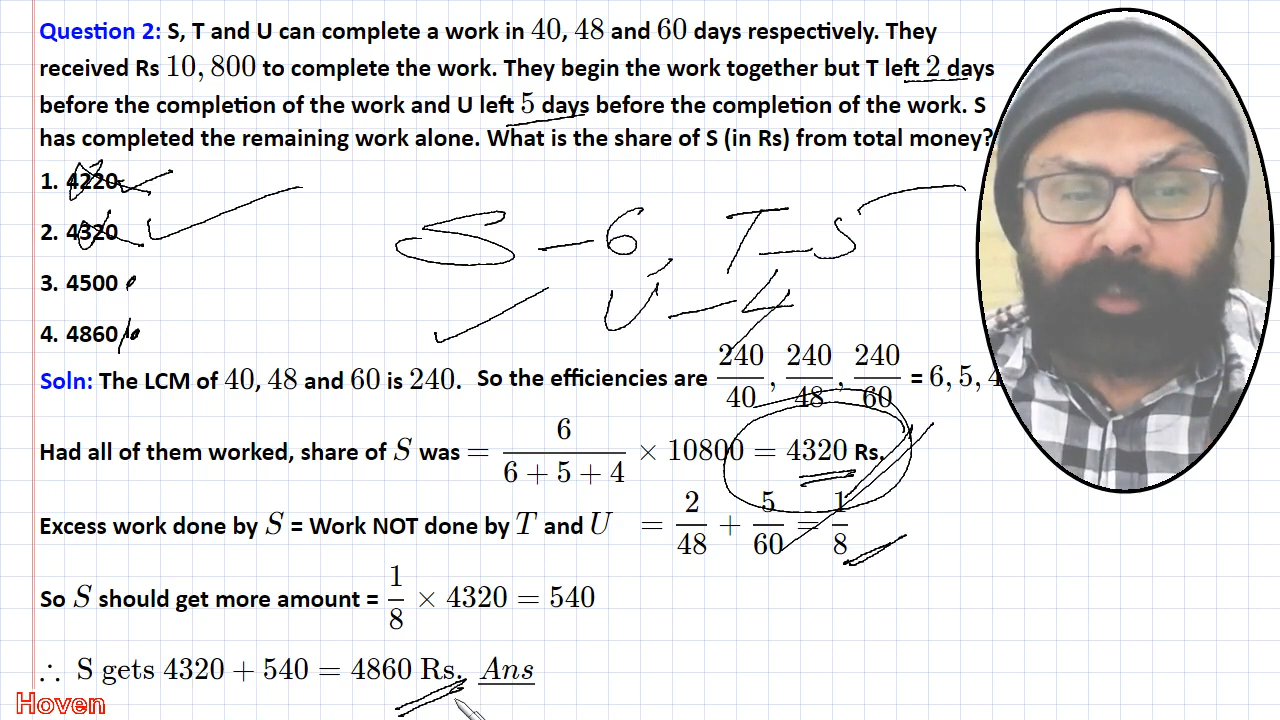 Question 2: S, T and U can complete a work in 40, 48 and 60 days respectively. They
received Rs 10,800 to complete the work. They begin the work together but T left 2 days
before the completion of the work and U left 5 days before the completion of the work. S
has completed the remaining work alone. What is the share of S (in Rs) from total money?
1. 4220
2. 4320
3. 4500
4. 4860
S - 6, T - 5
U - 4
Soln: The LCM of 40, 48 and 60 is 240. So the efficiencies are 240/40, 240/48, 240/60 = 6, 5, 4
Had all of them worked, share of S was = 6/(6 + 5 + 4) × 10800 = 4320 Rs.
Excess work done by S = Work NOT done by T and U = 2/48 + 5/60 = 1/8
So S should get more amount = 1/8 × 4320 = 540
∴ S gets 4320 + 540 = 4860 Rs. Ans
Hoven